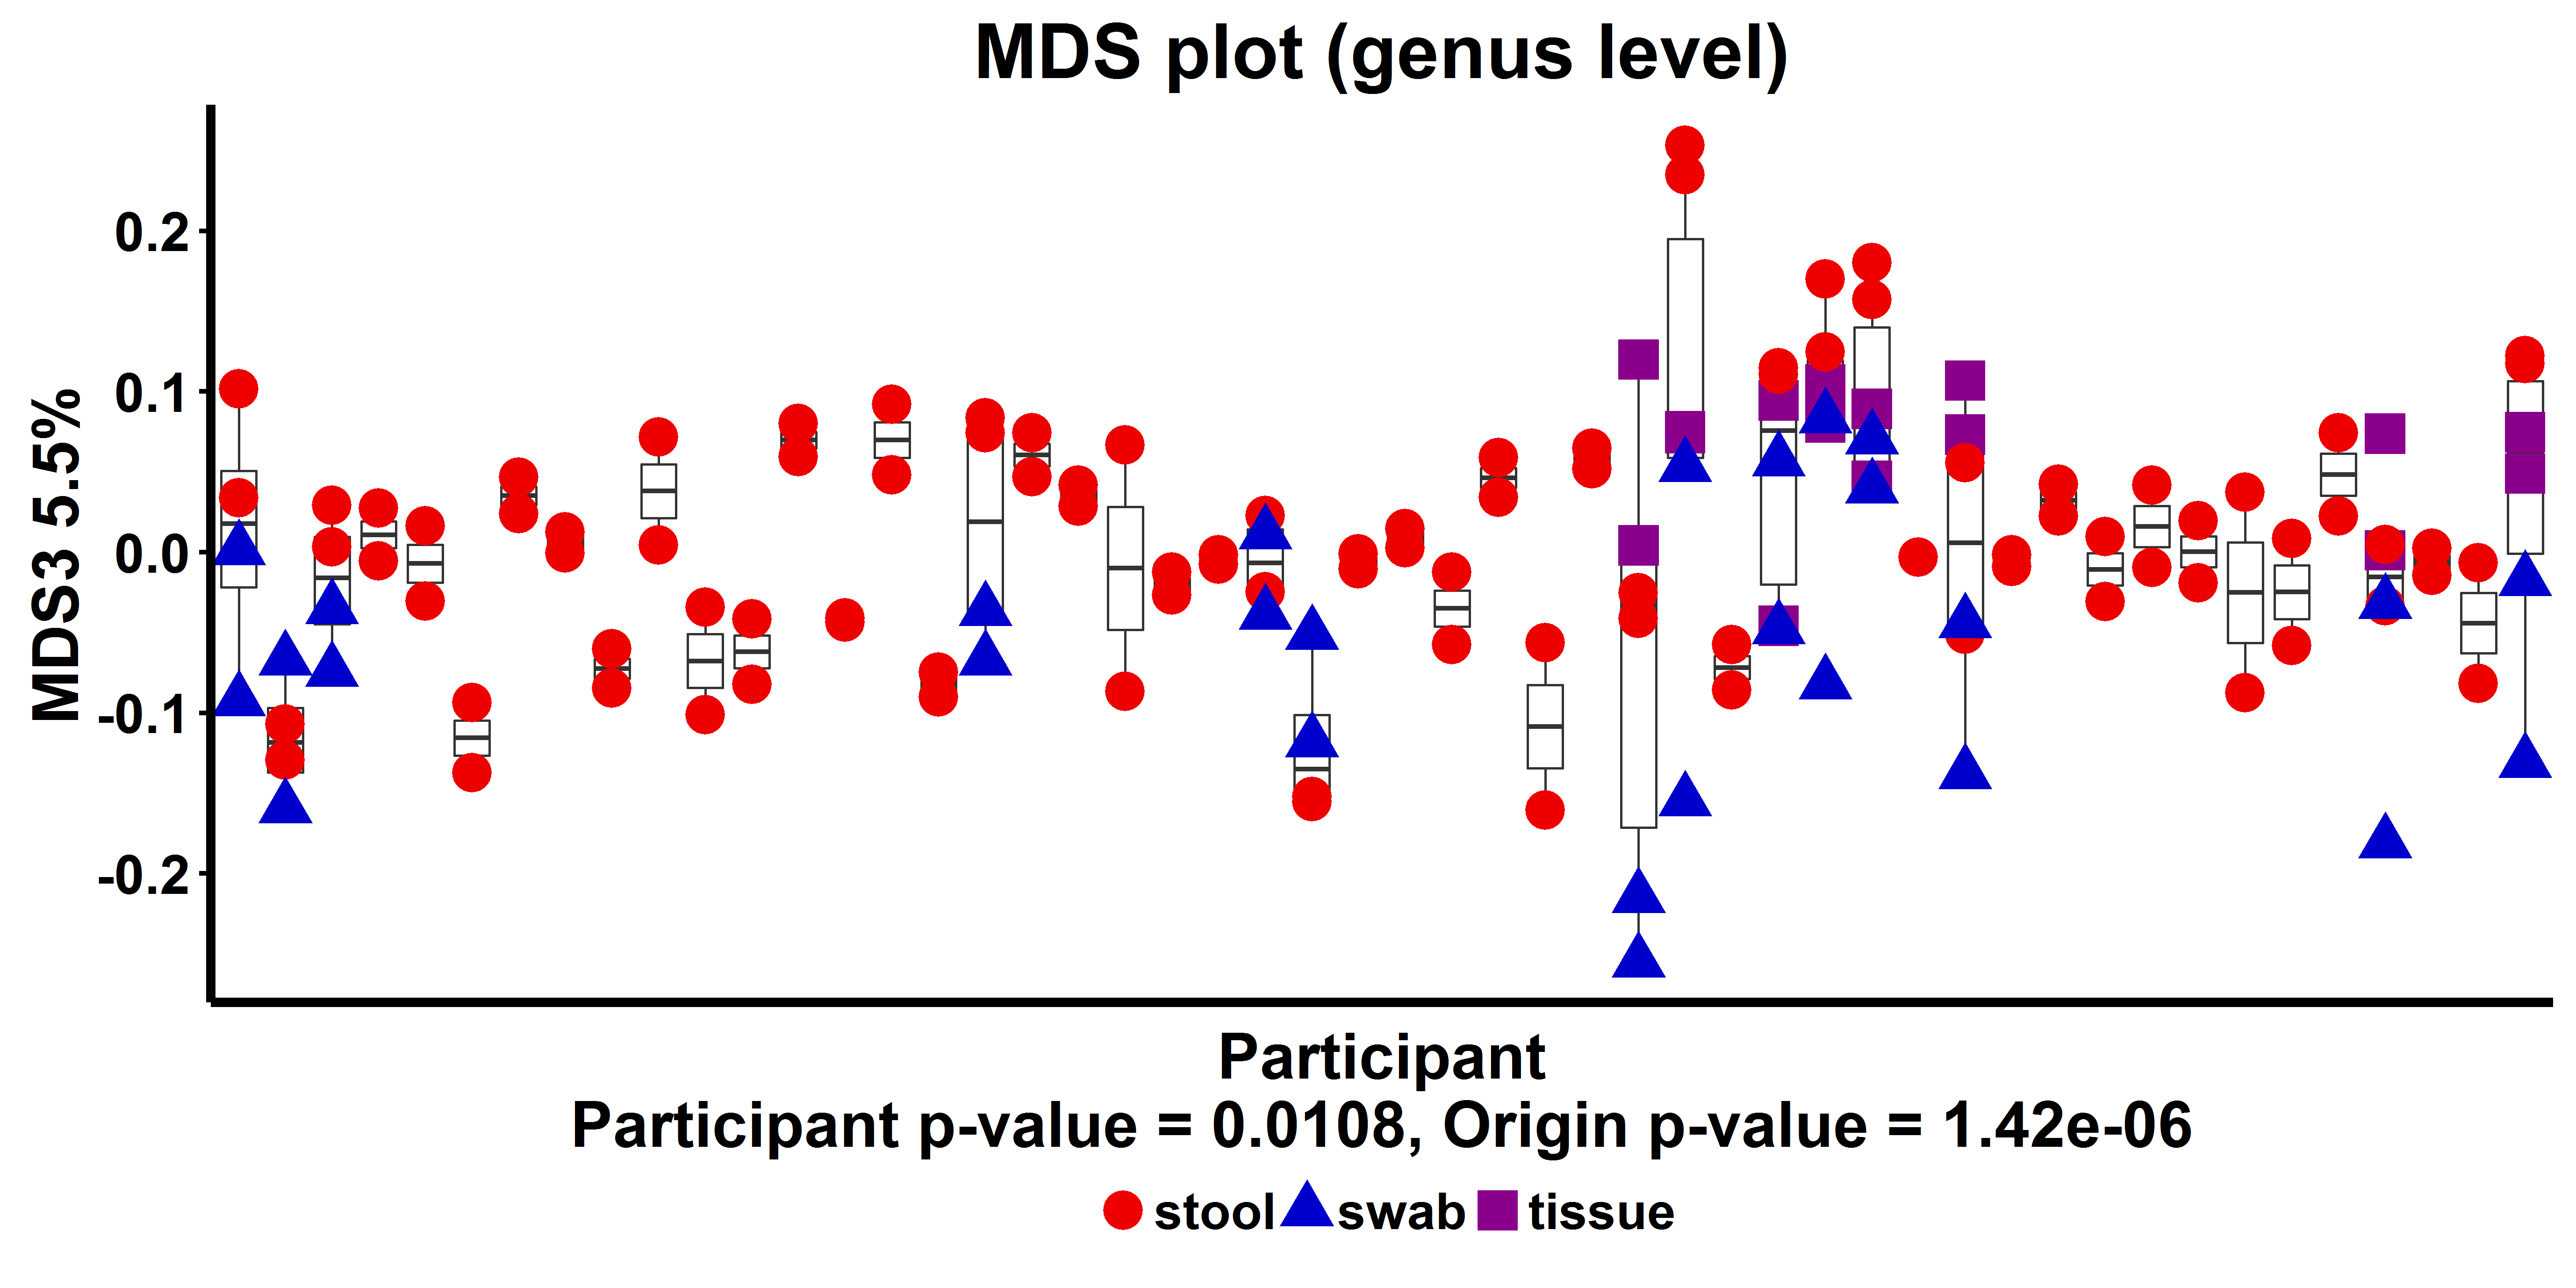 MDS plot (genus level)
MDS3 5.5%
0.2
0.1
0.0
-0.1
-0.2
Participant
Participant p-value = 0.0108, Origin p-value = 1.42e-06
stool swab tissue